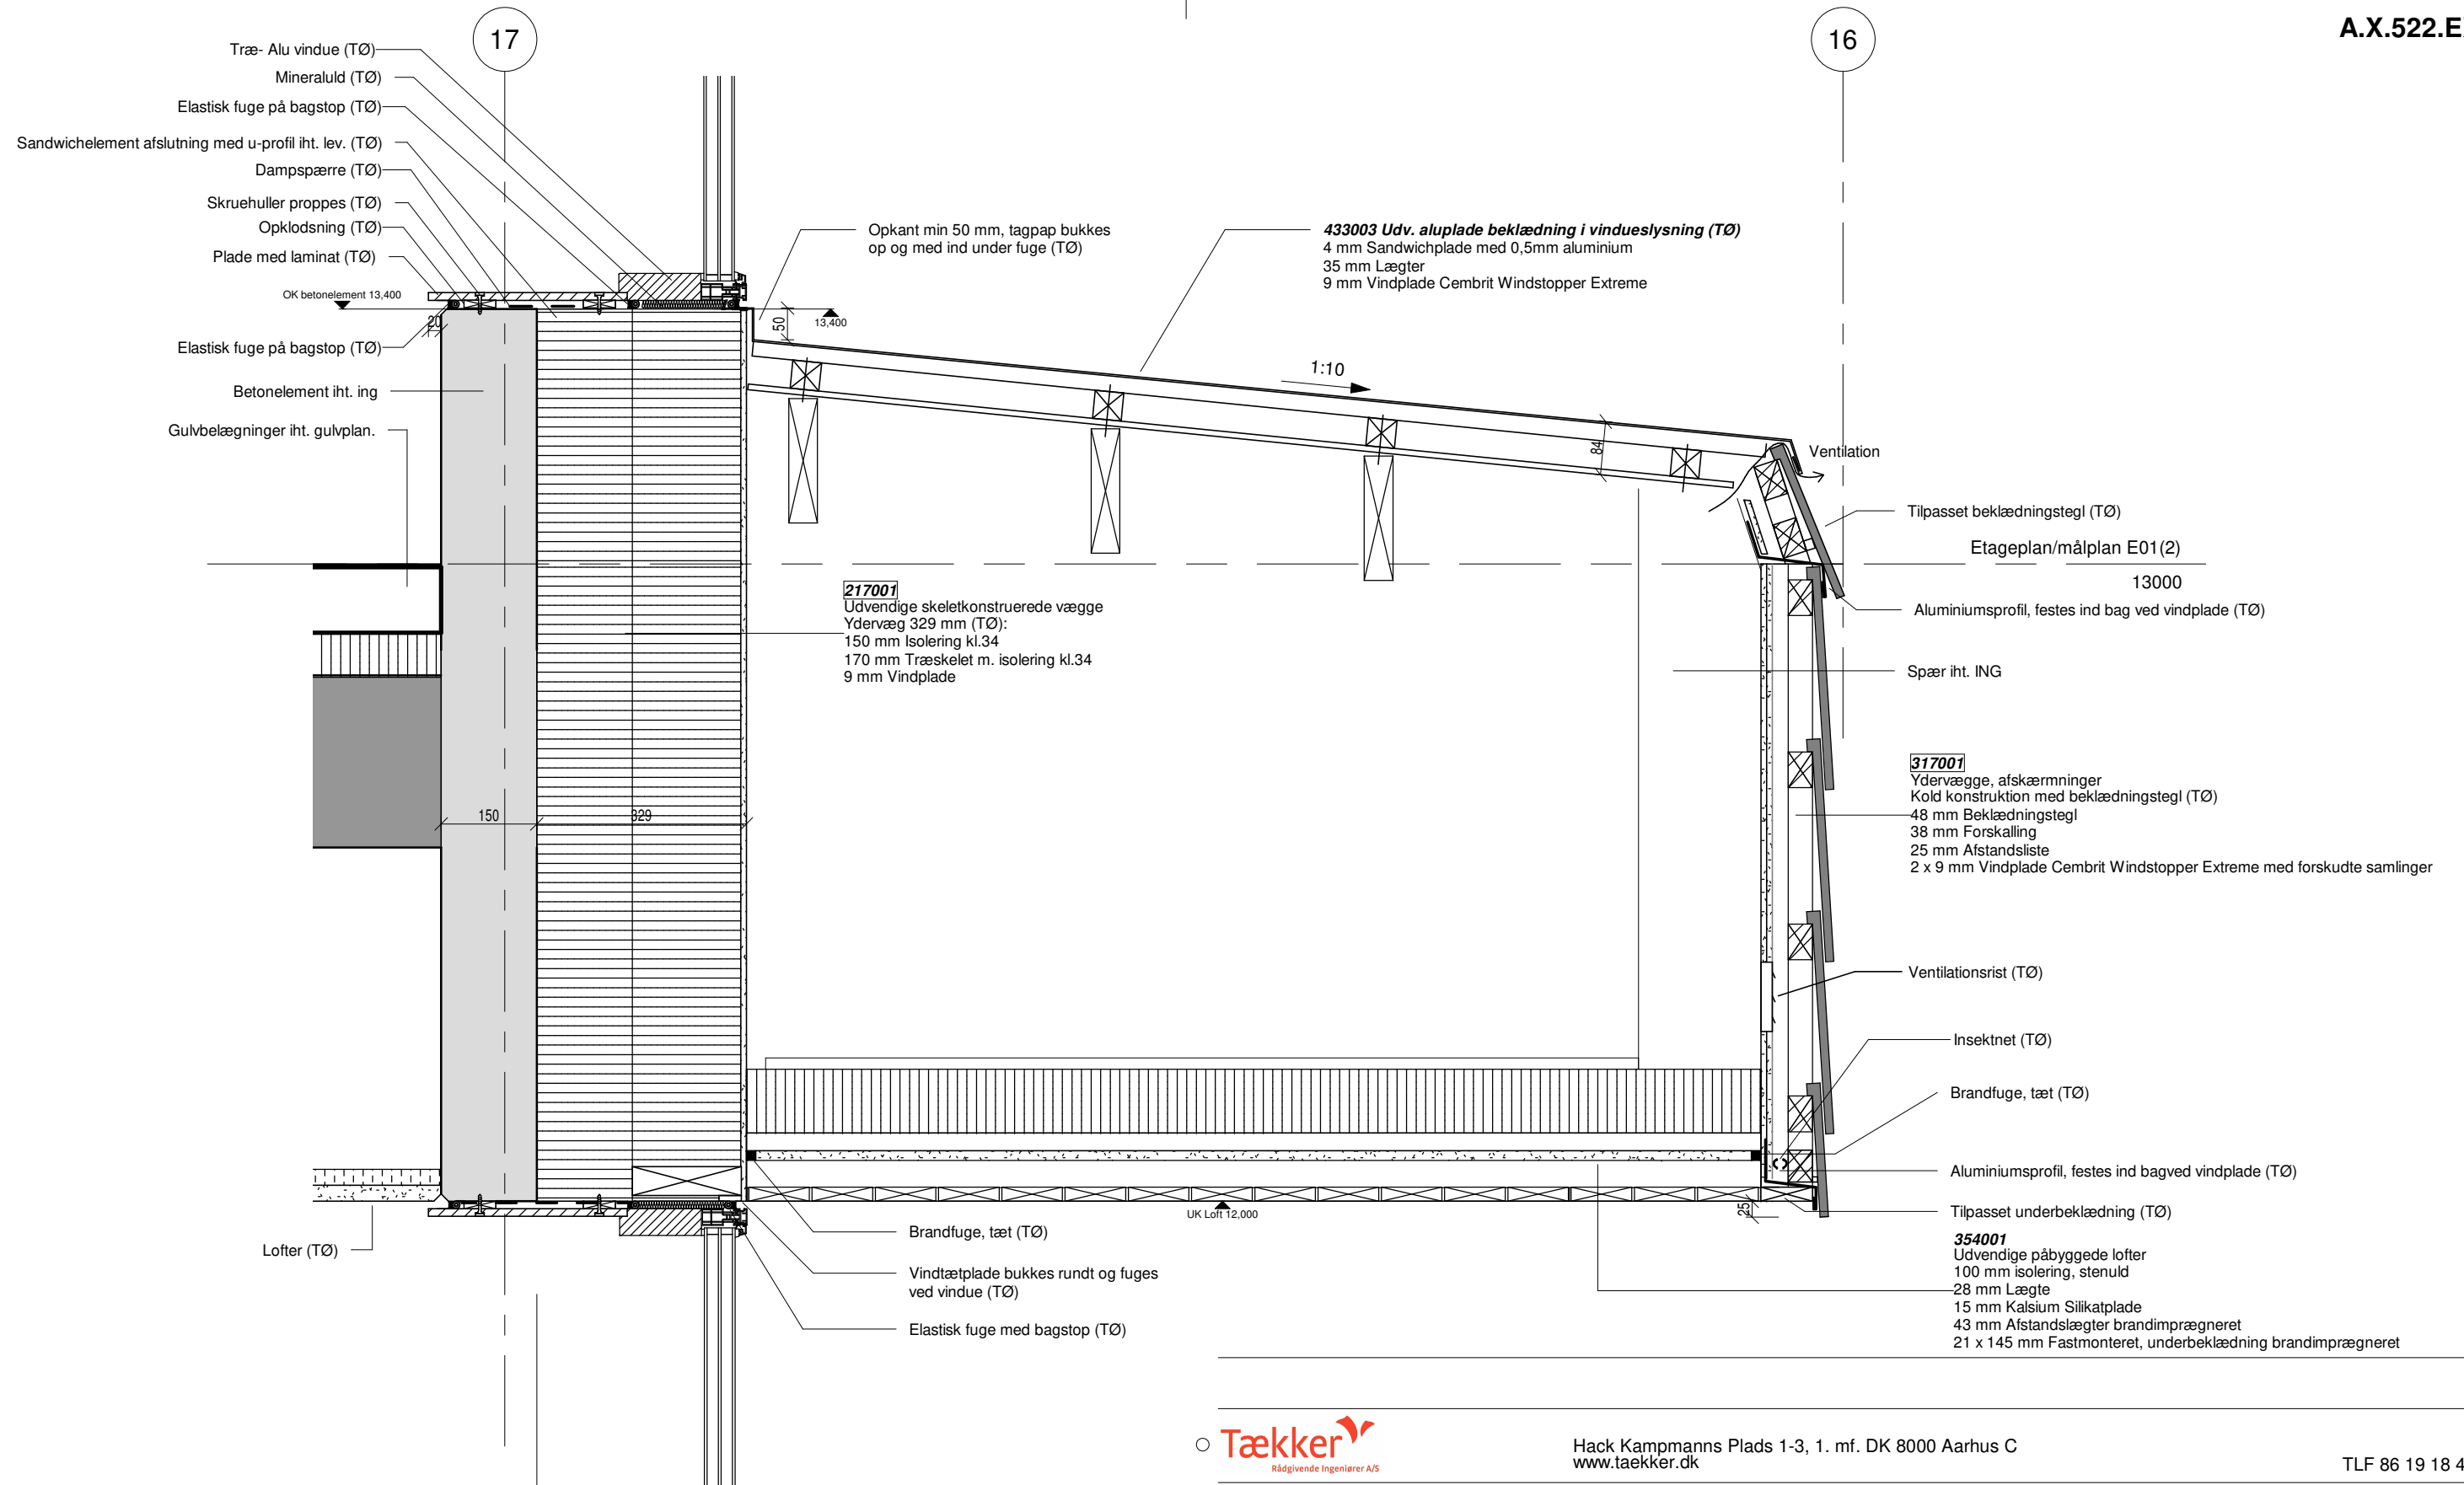 A.X.522.E
17
16
Træ- Alu vindue (TØ)
Mineraluld (TØ)
Elastisk fuge på bagstop (TØ)
Sandwichelement afslutning med u-profil iht. lev. (TØ)
Dampspærre (TØ)
Skruehuller proppes (TØ)
Opklodsning (TØ)
Plade med laminat (TØ)
OK betonelement 13,400
20
Elastisk fuge på bagstop (TØ)
Betonelement iht. ing
Gulvbelægninger iht. gulvplan.
Opkant min 50 mm, tagpap bukkes
op og med ind under fuge (TØ)
50
13,400
433003 Udv. aluplade beklædning i vindueslysning (TØ)
4 mm Sandwichplade med 0,5mm aluminium
35 mm Lægter
9 mm Vindplade Cembrit Windstopper Extreme
1:10
84
Ventilation
Tilpasset beklædningstegl (TØ)
Etageplan/målplan E01(2)
13000
Aluminiumsprofil, festes ind bag ved vindplade (TØ)
Spær iht. ING
217001
Udvendige skeletkonstruerede vægge
Ydervæg 329 mm (TØ):
150 mm Isolering kl.34
170 mm Træskelet m. isolering kl.34
9 mm Vindplade
150
329
317001
Ydervægge, afskærmninger
Kold konstruktion med beklædningstegl (TØ)
48 mm Beklædningstegl
38 mm Forskalling
25 mm Afstandsliste
2 x 9 mm Vindplade Cembrit Windstopper Extreme med forskudte samlinger
Ventilationsrist (TØ)
Insektnet (TØ)
Brandfuge, tæt (TØ)
Aluminiumsprofil, festes ind bagved vindplade (TØ)
Tilpasset underbeklædning (TØ)
25
UK Loft 12,000
Lofter (TØ)
Brandfuge, tæt (TØ)
Vindtætplade bukkes rundt og fuges
ved vindue (TØ)
Elastisk fuge med bagstop (TØ)
354001
Udvendige påbyggede lofter
100 mm isolering, stenuld
28 mm Lægte
15 mm Kalsium Silikatplade
43 mm Afstandslægter brandimprægneret
21 x 145 mm Fastmonteret, underbeklædning brandimprægneret
Tækker
Rådgivende Ingeniører A/S
Hack Kampmanns Plads 1-3, 1. mf. DK 8000 Aarhus C
www.taekker.dk
TLF 86 19 18 4